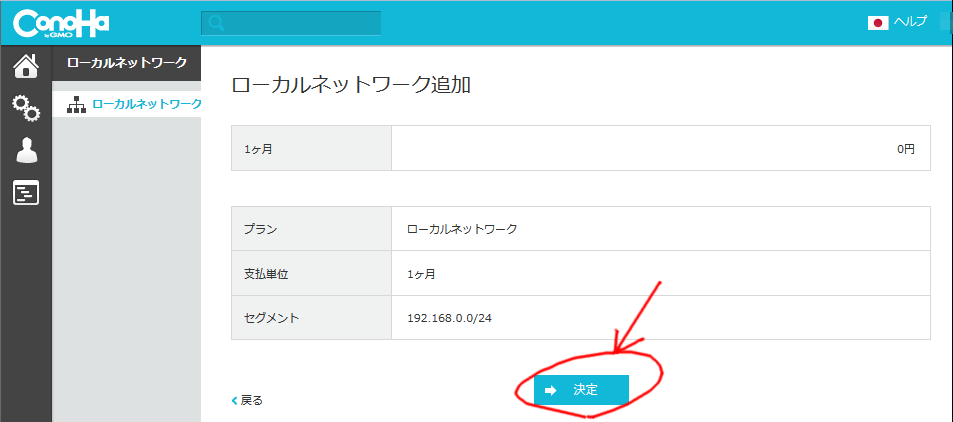 ConoHa
by GMO
ヘルプ
ローカルネットワーク
ローカルネットワーク
ローカルネットワーク追加
1ヶ月 0円
プラン ローカルネットワーク
支払単位 1ヶ月
セグメント 192.168.0.0/24
戻る
決定